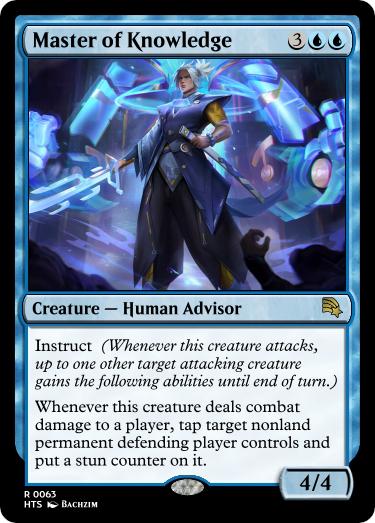 Master of Knowledge 3
Creature — Human Advisor
Instruct (Whenever this creature attacks,
up to one other target attacking creature
gains the following abilities until end of turn.)
Whenever this creature deals combat
damage to a player, tap target nonland
permanent defending player controls and
put a stun counter on it.
4/4
R 0063
HTS Bachzim